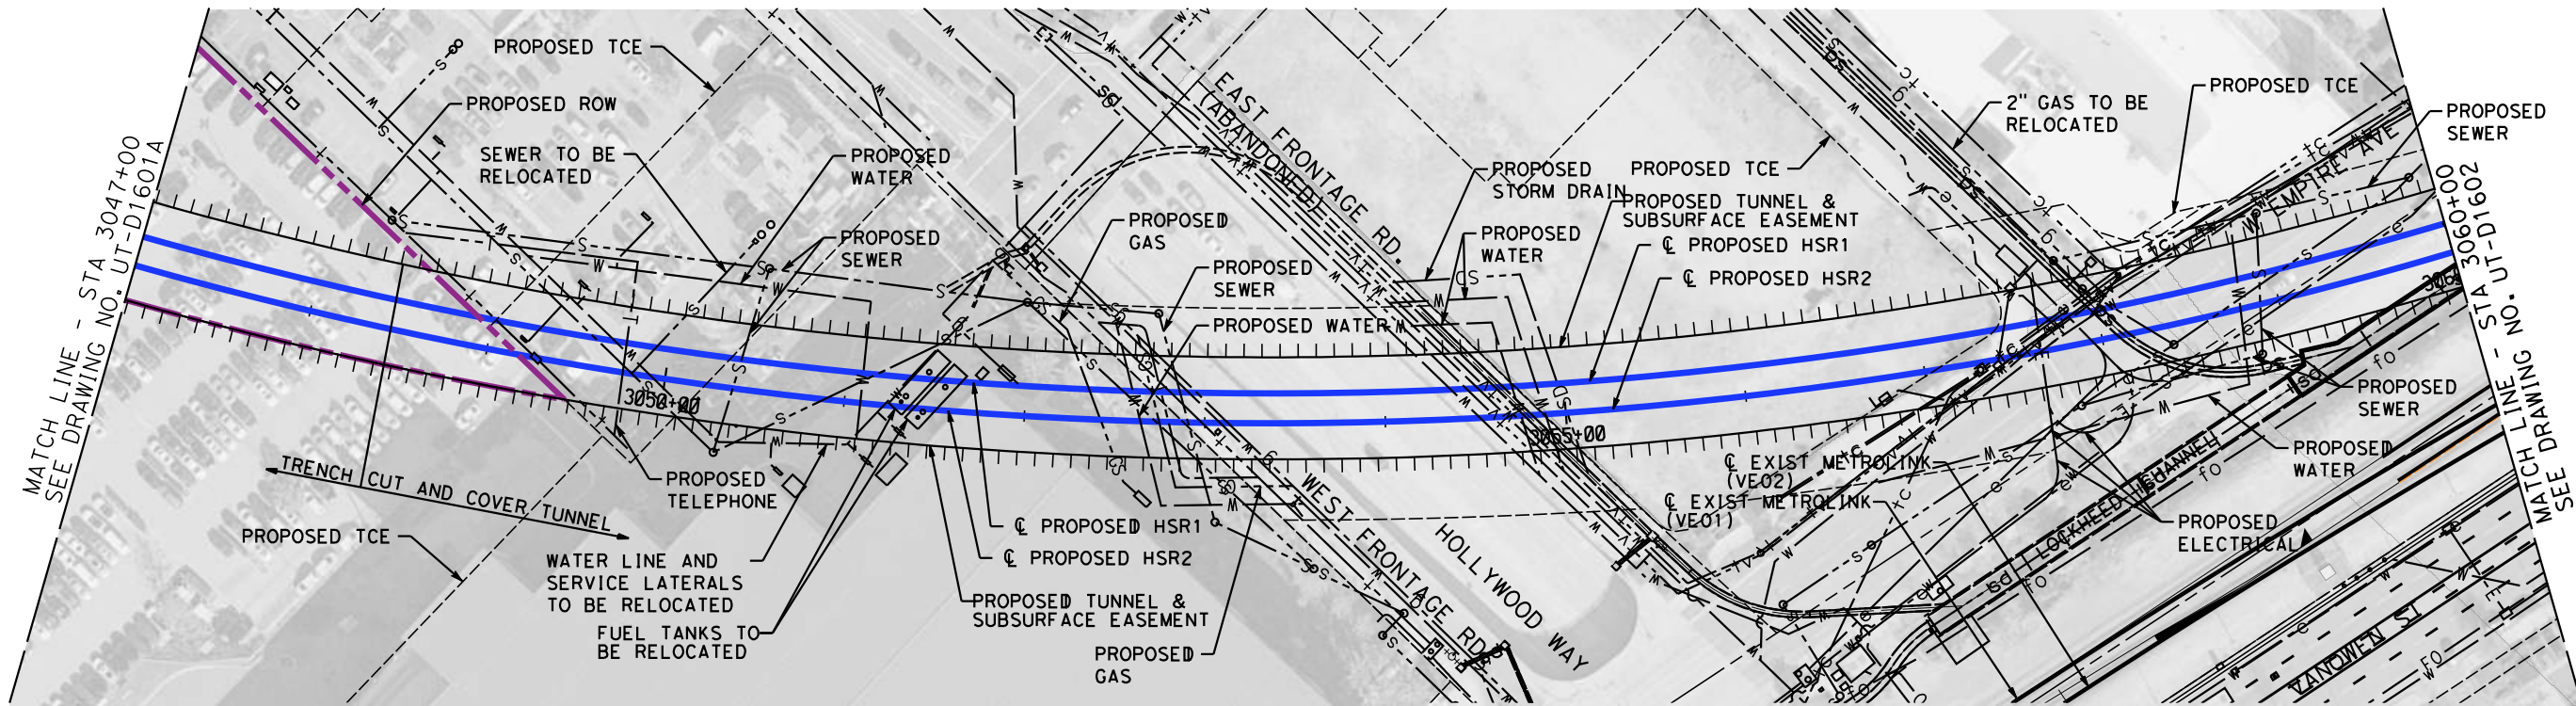 MATCH LINE - STA 3047+00
SEE DRAWING NO. UT-D1601A
PROPOSED TCE
PROPOSED ROW
SEWER TO BE
RELOCATED
PROPOSED
WATER
PROPOSED
SEWER
EAST FRONTAGE RD.
(ABANDONED)
PROPOSED
GAS
PROPOSED
SEWER
PROPOSED WATER
PROPOSED
STORM DRAIN
PROPOSED
WATER
PROPOSED TCE
PROPOSED TUNNEL &
SUBSURFACE EASEMENT
℄ PROPOSED HSR1
℄ PROPOSED HSR2
2" GAS TO BE
RELOCATED
PROPOSED TCE
PROPOSED
SEWER
EMPIRE AVE
MATCH LINE - STA 3060+00
SEE DRAWING NO. UT-D1602
3050+00
3055+00
TRENCH CUT AND COVER TUNNEL
PROPOSED
TELEPHONE
PROPOSED TCE
WATER LINE AND
SERVICE LATERALS
TO BE RELOCATED
FUEL TANKS TO
BE RELOCATED
℄ PROPOSED HSR1
℄ PROPOSED HSR2
PROPOSED TUNNEL &
SUBSURFACE EASEMENT
PROPOSED
GAS
WEST FRONTAGE RD.
HOLLYWOOD WAY
℄ EXIST METROLINK
(VEO2)
℄ EXIST METROLINK
(VEO1)
LOCKHEED CHANNEL
PROPOSED
SEWER
PROPOSED
WATER
PROPOSED
ELECTRICAL
VANOWEN ST